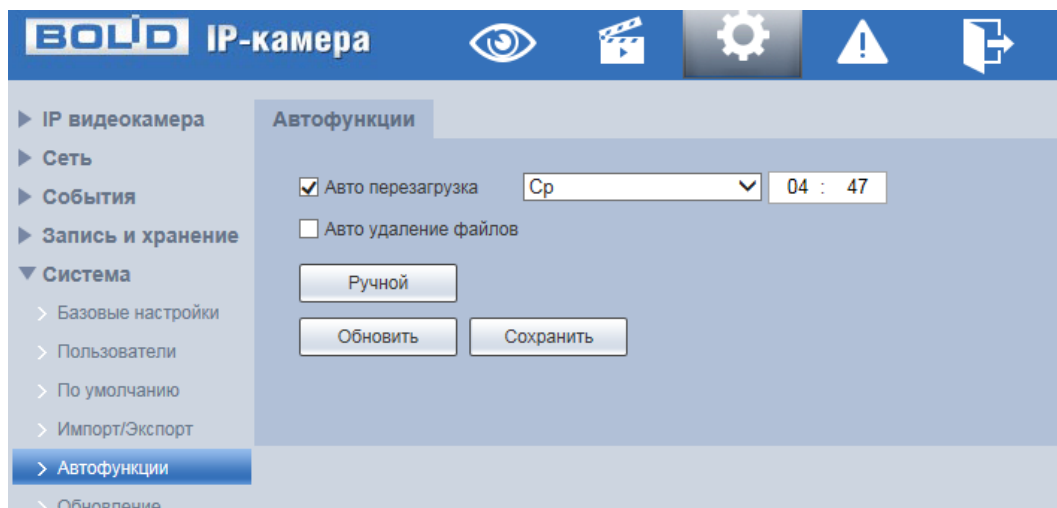 BOLID IP-камера
IP видеокамера
Сеть
События
Запись и хранение
Система
Базовые настройки
Пользователи
По умолчанию
Импорт/Экспорт
Автофункции
Обновление
Автофункции
Авто перезагрузка Ср 04 : 47
Авто удаление файлов
Ручной
Обновить Сохранить